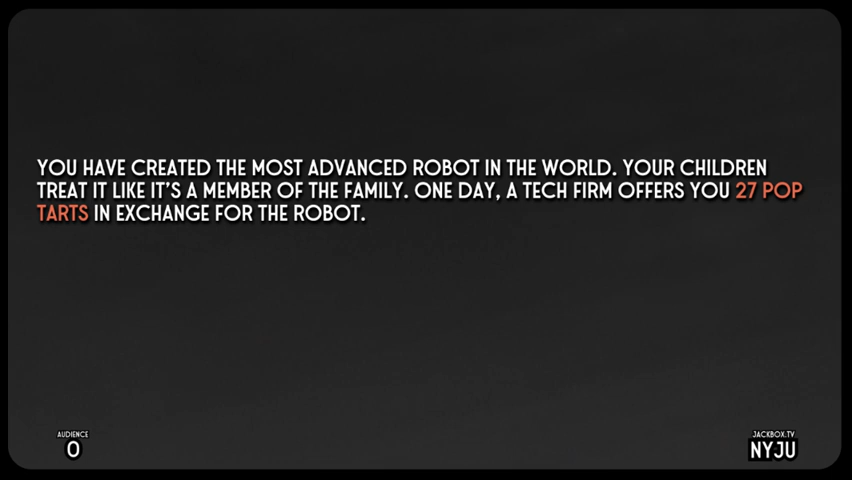 YOU HAVE CREATED THE MOST ADVANCED ROBOT IN THE WORLD. YOUR CHILDREN
TREAT IT LIKE IT'S A MEMBER OF THE FAMILY. ONE DAY, A TECH FIRM OFFERS YOU 27 POP
TARTS IN EXCHANGE FOR THE ROBOT.
AUDIENCE
0
JACKBOX.TV
NYJU